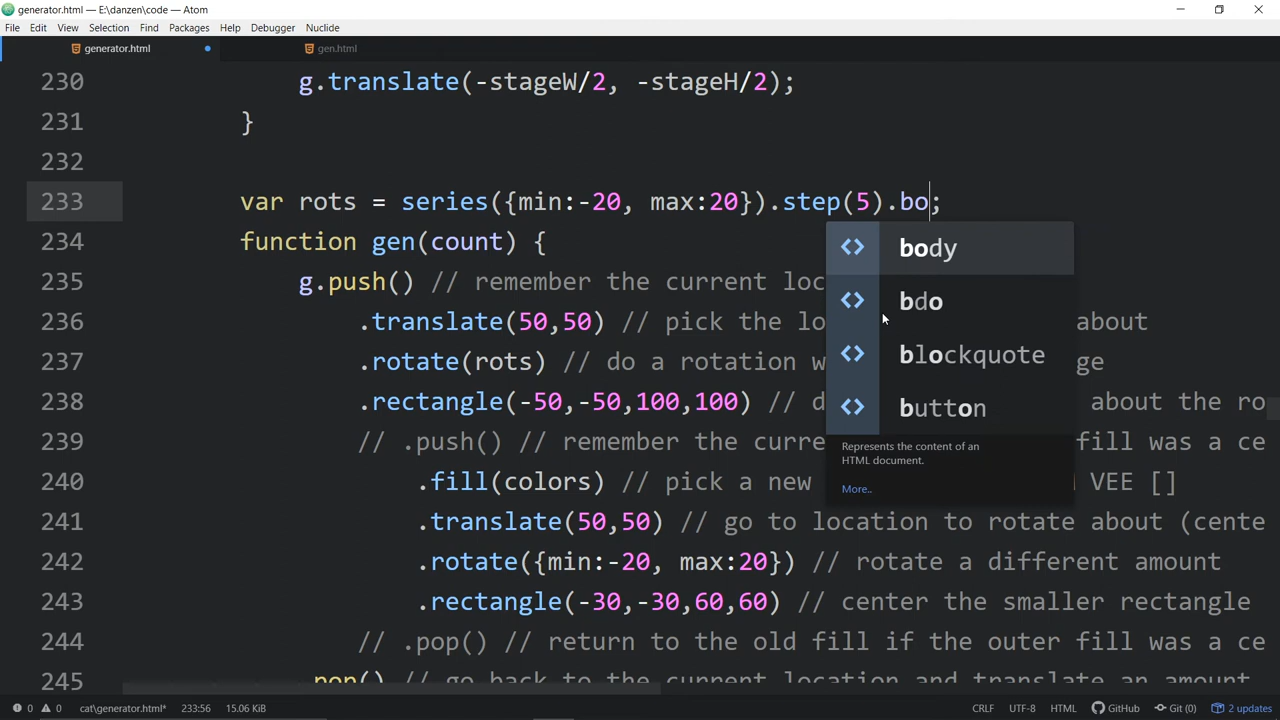 generator.html — E:\danzen\code — Atom
File Edit View Selection Find Packages Help Debugger Nuclide
generator.html gen.html
230 g.translate(-stageW/2, -stageH/2);
231 }
232
233 var rots = series({min:-20, max:20}).step(5).bo;
234 function gen(count) {
235 g.push() // remember the current loc
236 .translate(50,50) // pick the lo about
237 .rotate(rots) // do a rotation w ge
238 .rectangle(-50,-50,100,100) // d about the ro
239 // .push() // remember the curre fill was a ce
240 .fill(colors) // pick a new VEE []
241 .translate(50,50) // go to location to rotate about (cente
242 .rotate({min:-20, max:20}) // rotate a different amount
243 .rectangle(-30,-30,60,60) // center the smaller rectangle
244 // .pop() // return to the old fill if the outer fill was a ce
245 pop() // go back to the current location and translate an amount
<> body
<> bdo
<> blockquote
<> button
Represents the content of an
HTML document.
More..
0 0 cat\generator.html* 233:56 15.06 KiB CRLF UTF-8 HTML GitHub Git (0) 2 updates